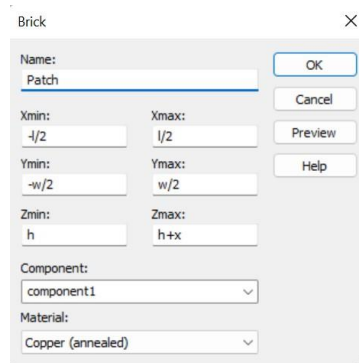 Brick
Name:
Patch
OK
Cancel
Xmin: Xmax:
-l/2 l/2
Preview
Ymin: Ymax:
-w/2 w/2
Help
Zmin: Zmax:
h h+x
Component:
component1
Material:
Copper (annealed)